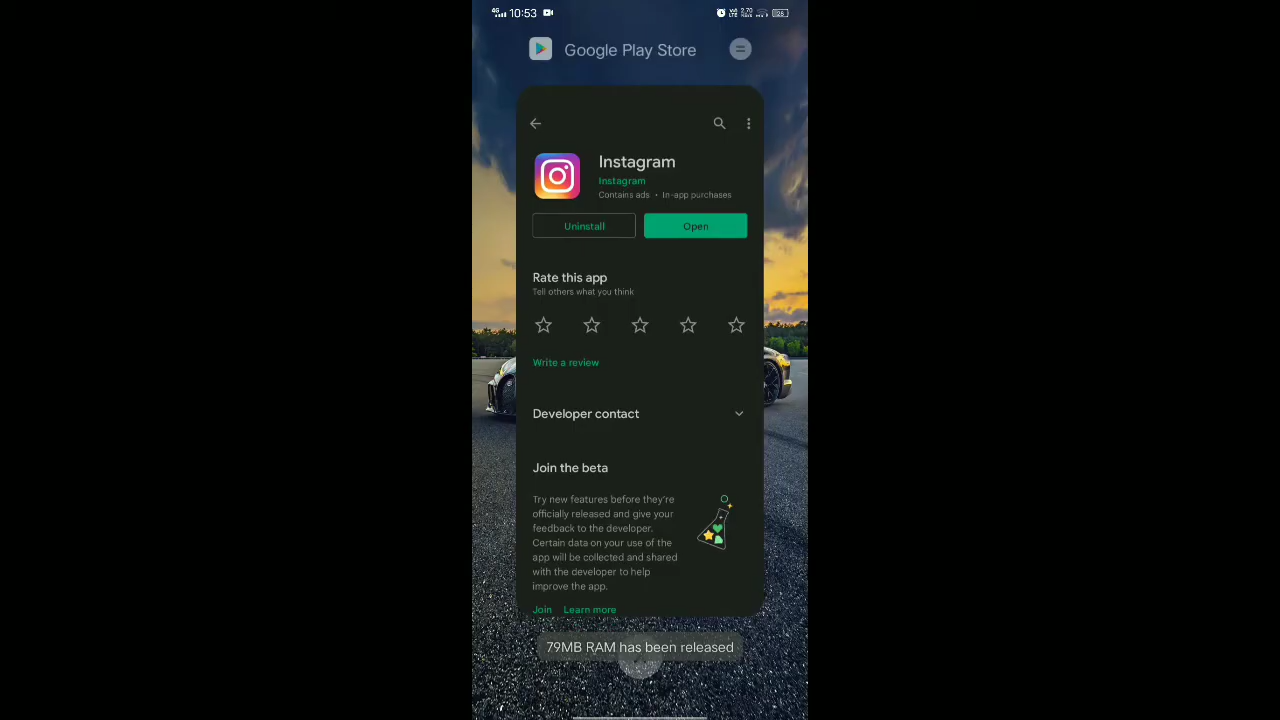 4G 10:53
Google Play Store
Instagram
Instagram
Contains ads • In-app purchases
Uninstall
Open
Rate this app
Tell others what you think
Write a review
Developer contact
Join the beta
Try new features before they're
officially released and give your
feedback to the developer.
Certain data on your use of the
app will be collected and shared
with the developer to help
improve the app.
Join Learn more
79MB RAM has been released